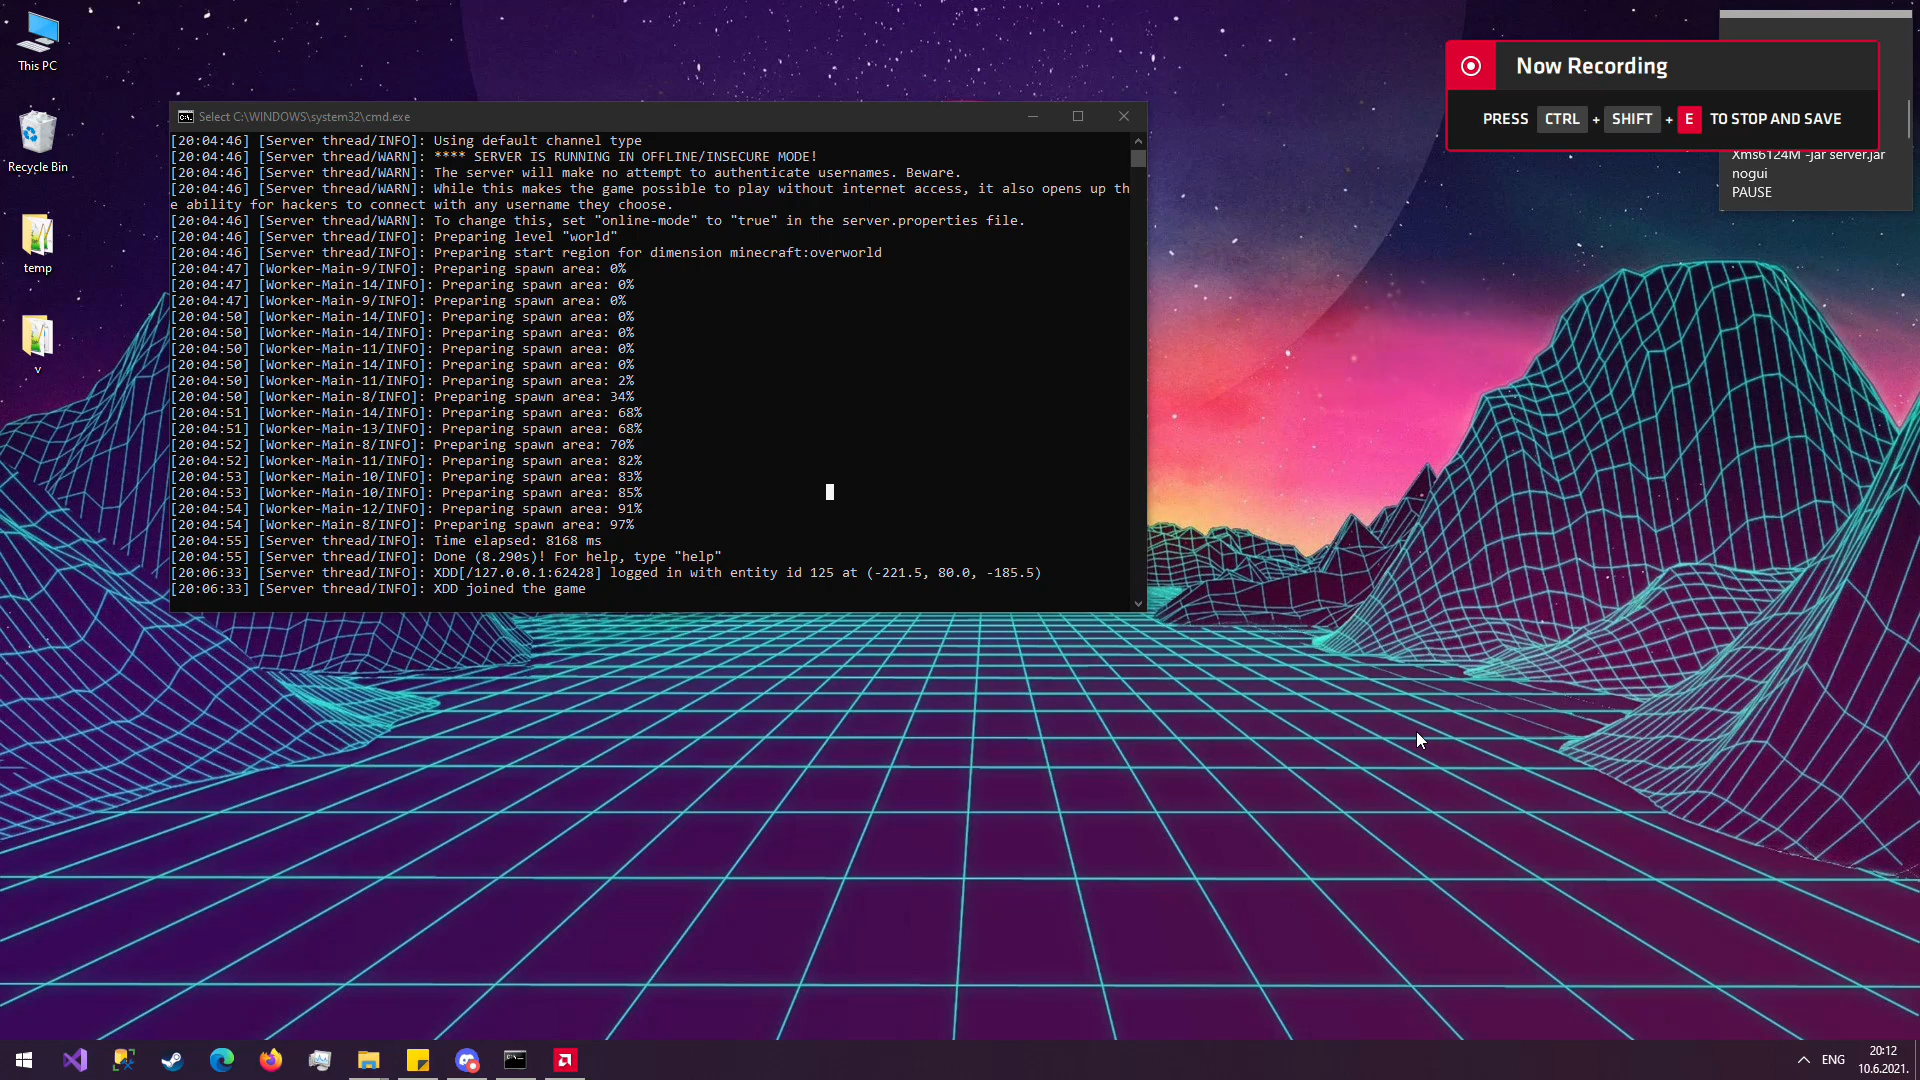 This PC
Recycle Bin
temp
v
Select C:\WINDOWS\system32\cmd.exe
[20:04:46] [Server thread/INFO]: Using default channel type
[20:04:46] [Server thread/WARN]: **** SERVER IS RUNNING IN OFFLINE/INSECURE MODE!
[20:04:46] [Server thread/WARN]: The server will make no attempt to authenticate usernames. Beware.
[20:04:46] [Server thread/WARN]: While this makes the game possible to play without internet access, it also opens up th
e ability for hackers to connect with any username they choose.
[20:04:46] [Server thread/WARN]: To change this, set "online-mode" to "true" in the server.properties file.
[20:04:46] [Server thread/INFO]: Preparing level "world"
[20:04:46] [Server thread/INFO]: Preparing start region for dimension minecraft:overworld
[20:04:47] [Worker-Main-9/INFO]: Preparing spawn area: 0%
[20:04:47] [Worker-Main-14/INFO]: Preparing spawn area: 0%
[20:04:47] [Worker-Main-9/INFO]: Preparing spawn area: 0%
[20:04:50] [Worker-Main-14/INFO]: Preparing spawn area: 0%
[20:04:50] [Worker-Main-14/INFO]: Preparing spawn area: 0%
[20:04:50] [Worker-Main-11/INFO]: Preparing spawn area: 0%
[20:04:50] [Worker-Main-14/INFO]: Preparing spawn area: 0%
[20:04:50] [Worker-Main-11/INFO]: Preparing spawn area: 2%
[20:04:50] [Worker-Main-8/INFO]: Preparing spawn area: 34%
[20:04:51] [Worker-Main-14/INFO]: Preparing spawn area: 68%
[20:04:51] [Worker-Main-13/INFO]: Preparing spawn area: 68%
[20:04:52] [Worker-Main-8/INFO]: Preparing spawn area: 70%
[20:04:52] [Worker-Main-11/INFO]: Preparing spawn area: 82%
[20:04:53] [Worker-Main-10/INFO]: Preparing spawn area: 83%
[20:04:53] [Worker-Main-10/INFO]: Preparing spawn area: 85%
[20:04:54] [Worker-Main-12/INFO]: Preparing spawn area: 91%
[20:04:54] [Worker-Main-8/INFO]: Preparing spawn area: 97%
[20:04:55] [Server thread/INFO]: Time elapsed: 8168 ms
[20:04:55] [Server thread/INFO]: Done (8.290s)! For help, type "help"
[20:06:33] [Server thread/INFO]: XDD[/127.0.0.1:62428] logged in with entity id 125 at (-221.5, 80.0, -185.5)
[20:06:33] [Server thread/INFO]: XDD joined the game
Now Recording
PRESS CTRL + SHIFT + E TO STOP AND SAVE
Xms6124M -jar server.jar
nogui
PAUSE
ENG
20:12
10.6.2021.